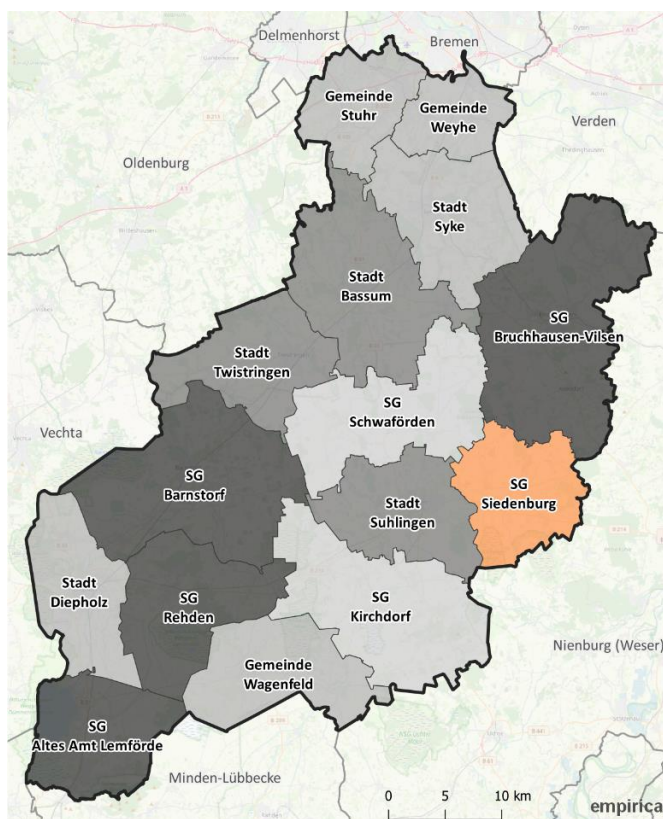 Delmenhorst
Bremen
Gemeinde
Stuhr
Gemeinde
Weyhe
Verden
Oldenburg
Stadt
Syke
Stadt
Bassum
SG
Bruchhausen-Vilsen
Stadt
Twistringen
SG
Schwaförden
Vechta
SG
Barnstorf
SG
Siedenburg
Stadt
Suhlingen
Stadt
Diepholz
SG
Rehden
SG
Kirchdorf
Nienburg (Weser)
Gemeinde
Wagenfeld
SG
Altes Amt Lemförde
Minden-Lübbecke
0 5 10 km
empirica